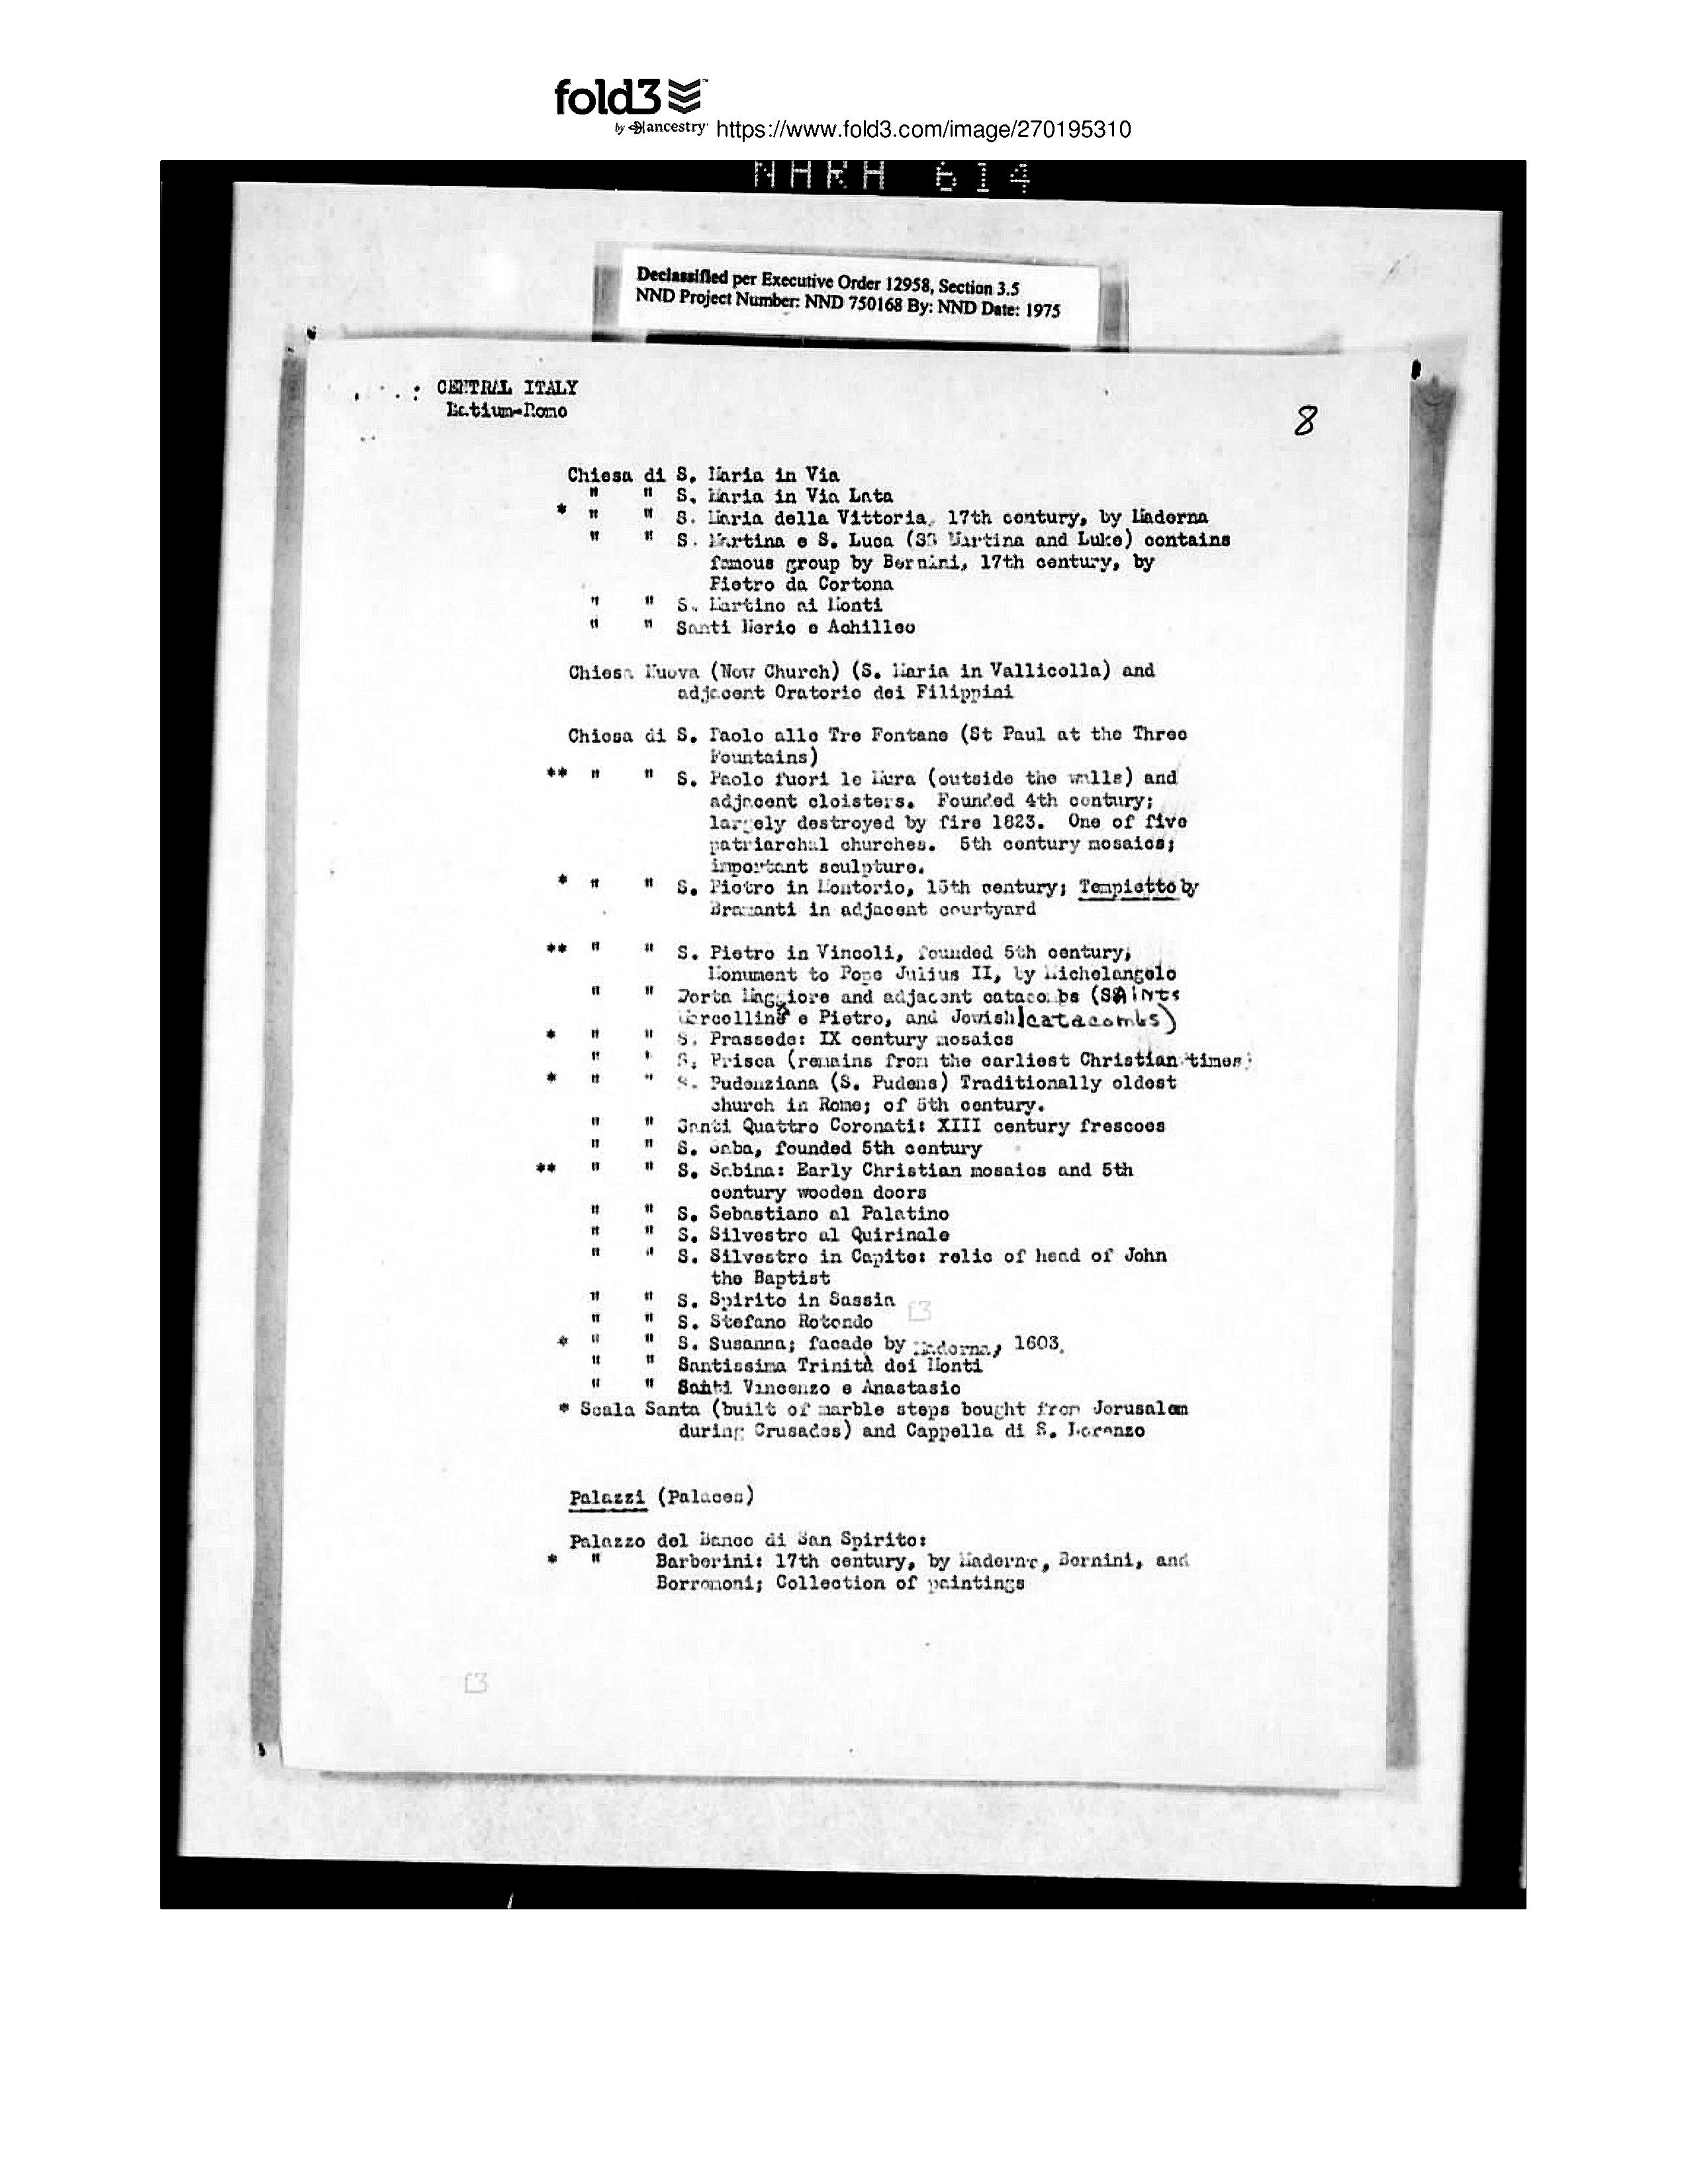 fold3
by ancestry https://www.fold3.com/image/270195310
NARA 614
Declassified per Executive Order 12958, Section 3.5
NND Project Number: NND 750168 By: NND Date: 1975
CENTRAL ITALY
Latium-Rome
8
Chiesa di S. Maria in Via
" " S. Maria in Via Lata
* " " S. Maria della Vittoria, 17th century, by Maderna
" " S. Martina e S. Luca (SS Martina and Luke) contains
famous group by Bernini, 17th century, by
Pietro da Cortona
" " S. Martino ai Monti
" " Santi Nerio e Achilleo
Chiesa Nuova (New Church) (S. Maria in Vallicolla) and
adjacent Oratorio dei Filippini
Chiesa di S. Paolo alle Tre Fontane (St Paul at the Three
Fountains)
** " " S. Paolo fuori le Mura (outside the walls) and
adjacent cloisters. Founded 4th century;
largely destroyed by fire 1823. One of five
patriarchal churches. 5th century mosaics;
important sculpture.
* " " S. Pietro in Montorio, 15th century; Tempietto by
Bramanti in adjacent courtyard
** " " S. Pietro in Vincoli, founded 5th century;
Monument to Pope Julius II, by Michelangelo
" " Porta Maggiore and adjacent catacombs (SAINTS
e Pietro, and Jewish catacombs)
* " " S. Prassede: IX century mosaics
" " S. Prisca (remains from the earliest Christian times)
* " " S. Pudenziana (S. Pudens) Traditionally oldest
church in Rome; of 5th century.
" " Santi Quattro Coronati: XIII century frescoes
" " S. Saba, founded 5th century
** " " S. Sabina: Early Christian mosaics and 5th
century wooden doors
" " S. Sebastiano al Palatino
" " S. Silvestro al Quirinale
" " S. Silvestro in Capite: relic of head of John
the Baptist
" " S. Spirito in Sassia
" " S. Stefano Rotondo
* " " S. Susanna; facade by Maderna, 1603.
" " Santissima Trinità dei Monti
" " Santi Vincenzo e Anastasio
* Scala Santa (built of marble steps bought from Jerusalem
during Crusades) and Cappella di S. Lorenzo
Palazzi (Palaces)
Palazzo del Banco di San Spirito:
* " Barberini: 17th century, by Maderna, Bernini, and
Borromoni; Collection of paintings